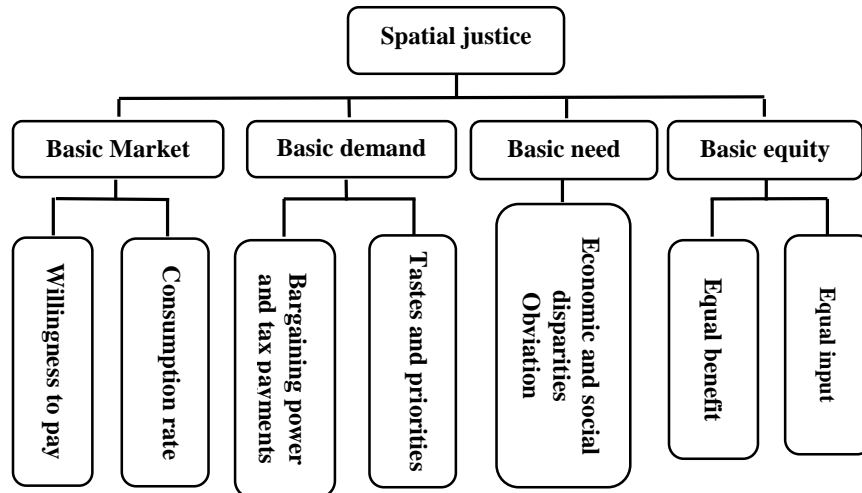 Spatial justice
Basic Market
Basic demand
Basic need
Basic equity
Willingness to pay
Consumption rate
Bargaining power
and tax payments
Tastes and priorities
Economic and social
disparities
Obviation
Equal benefit
Equal input